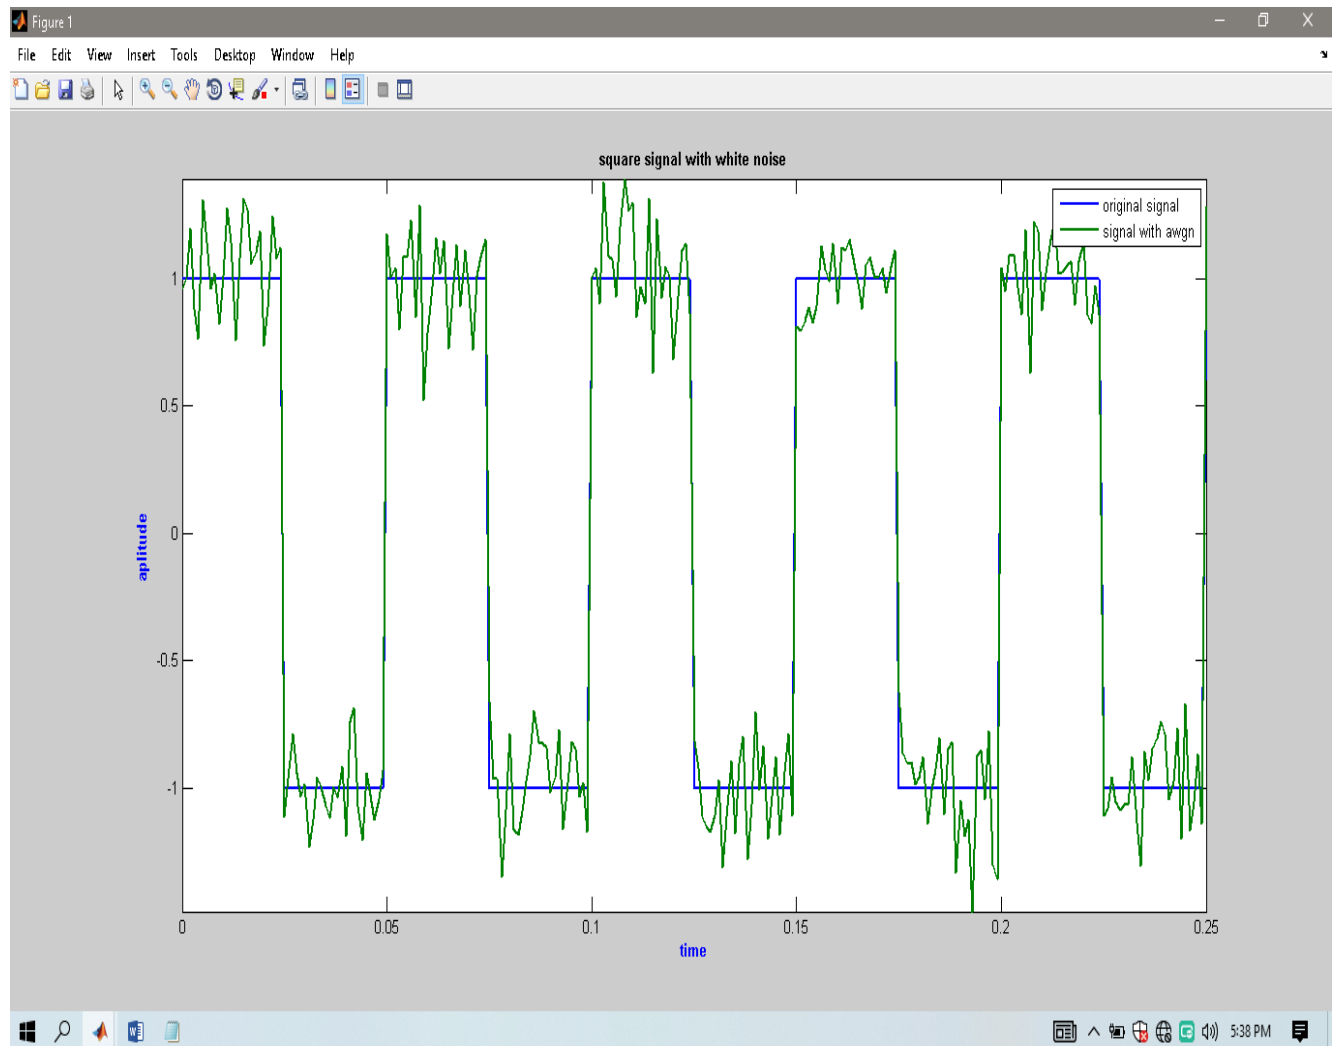 Figure 1
File Edit View Insert Tools Desktop Window Help
square signal with white noise
original signal
signal with awgn
1
0.5
0
-0.5
-1
aplitude
0 0.05 0.1 0.15 0.2 0.25
time
5:38 PM